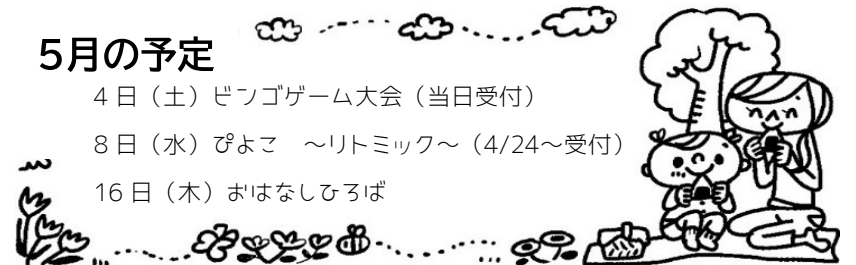 5月の予定
4日（土）ビンゴゲーム大会（当日受付）
8日（水）ぴよこ　～リトミック～（4/24～受付）
16日（木）おはなしひろば